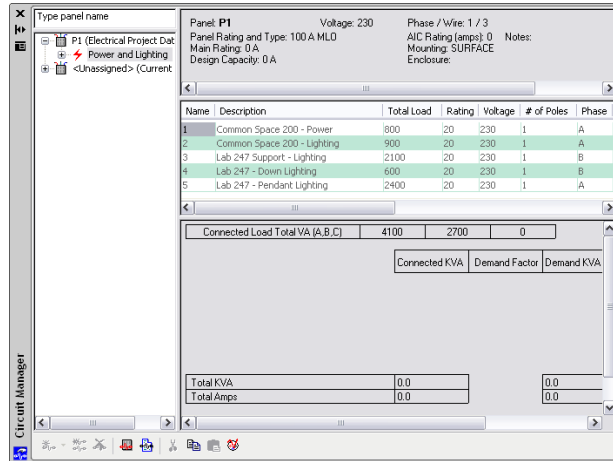 Type panel name
P1 (Electrical Project Dat
Power and Lighting
<Unassigned> (Current
Panel: P1 Voltage: 230 Phase / Wire: 1 / 3
Panel Rating and Type: 100 A MLO AIC Rating (amps): 0 Notes:
Main Rating: 0 A Mounting: SURFACE
Design Capacity: 0 A Enclosure:
Name Description Total Load Rating Voltage # of Poles Phase
1 Common Space 200 - Power 800 20 230 1 A
2 Common Space 200 - Lighting 900 20 230 1 A
3 Lab 247 Support - Lighting 2100 20 230 1 B
4 Lab 247 - Down Lighting 600 20 230 1 B
5 Lab 247 - Pendant Lighting 2400 20 230 1 A
Connected Load Total VA (A,B,C) 4100 2700 0
Connected KVA Demand Factor Demand KVA
Total KVA 0.0 0.0
Total Amps 0.0 0.0
Circuit Manager